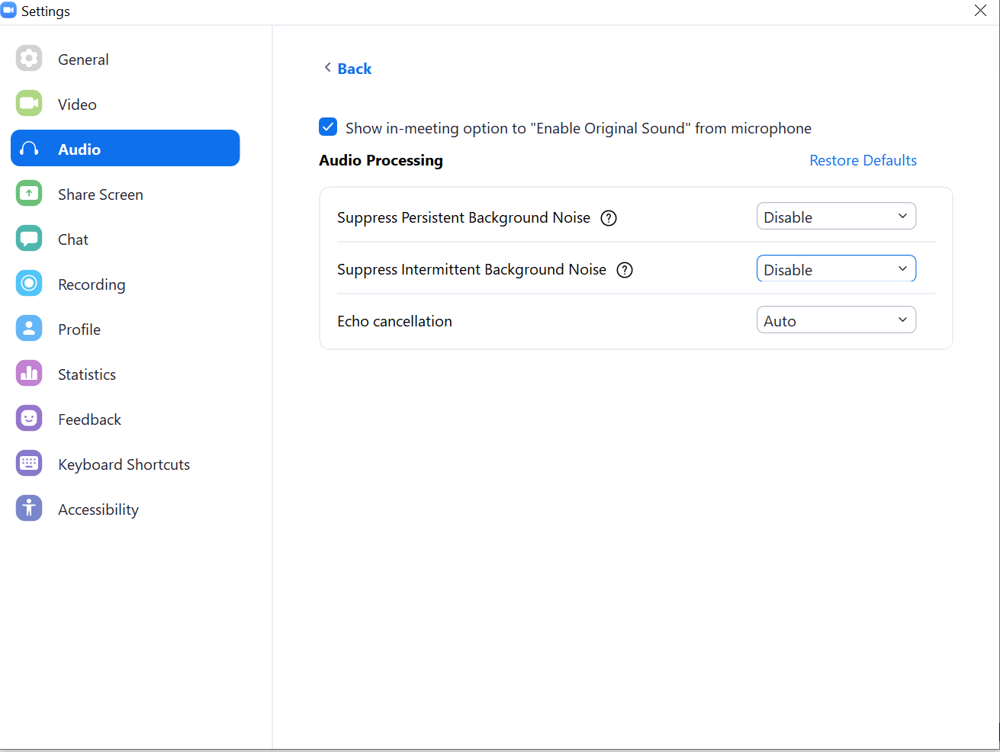 Settings
General
Video
Audio
Share Screen
Chat
Recording
Profile
Statistics
Feedback
Keyboard Shortcuts
Accessibility
Back
Show in-meeting option to "Enable Original Sound" from microphone
Audio Processing
Restore Defaults
Suppress Persistent Background Noise ? Disable
Suppress Intermittent Background Noise ? Disable
Echo cancellation Auto